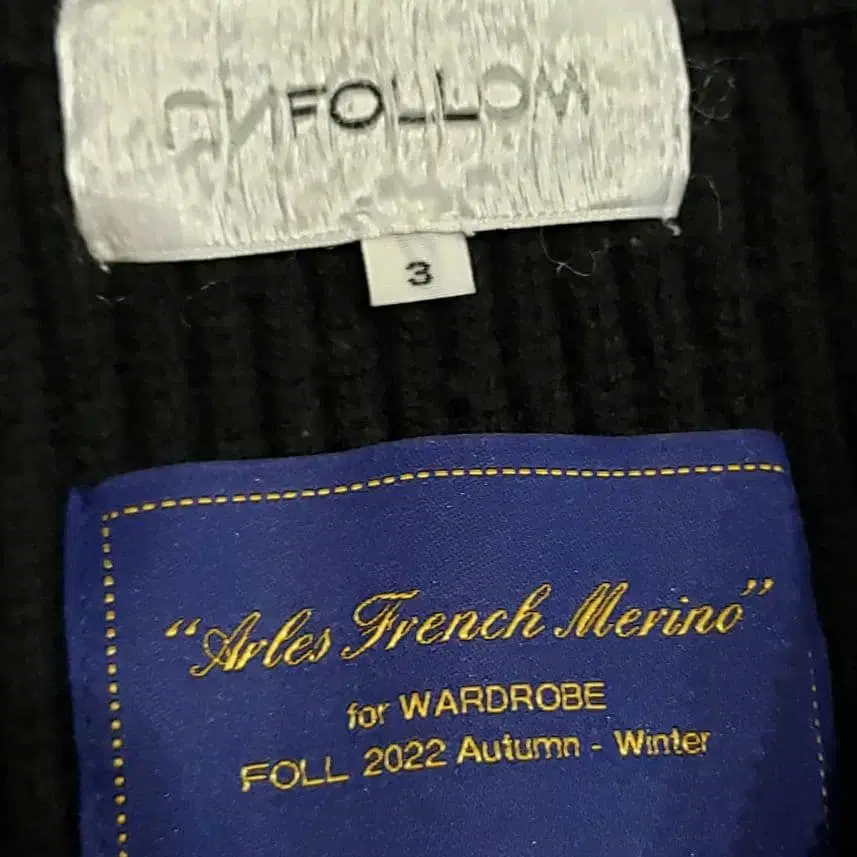 UNFOLLOW
3
"Arles French Merino"
for WARDROBE
FOLL 2022 Autumn - Winter